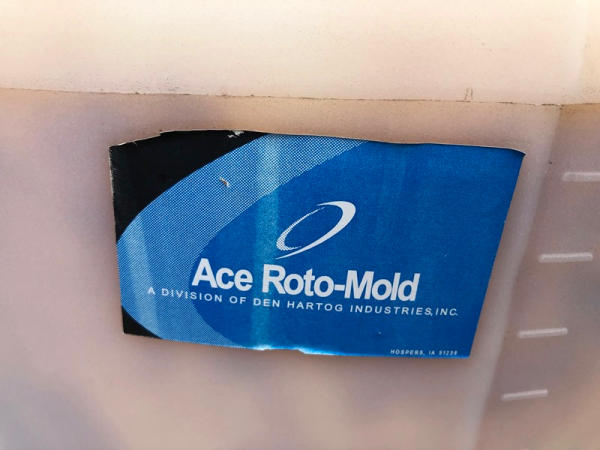 Ace Roto-Mold
A DIVISION OF DEN HARTOG INDUSTRIES, INC.
HOSPERS, IA 51238